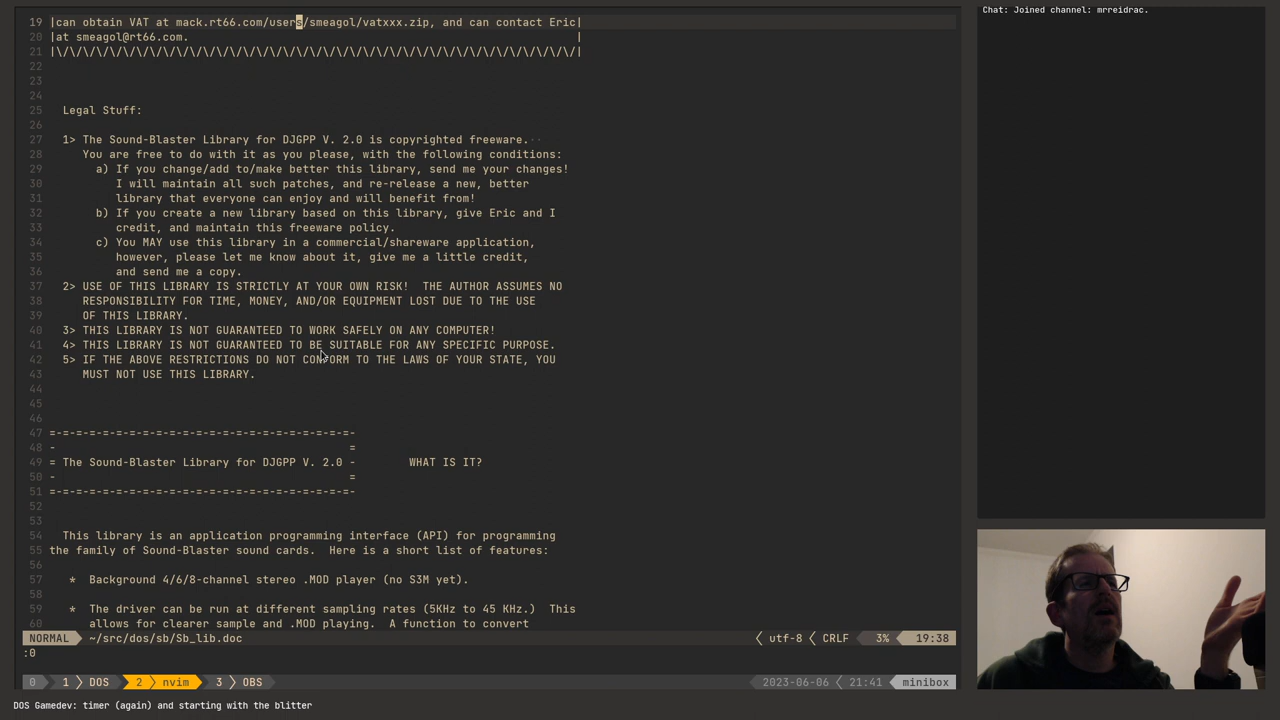 19 |can obtain VAT at mack.rt66.com/users/smeagol/vatxxx.zip, and can contact Eric|
20 |at smeagol@rt66.com. |
21 |\/\/\/\/\/\/\/\/\/\/\/\/\/\/\/\/\/\/\/\/\/\/\/\/\/\/\/\/\/\/\/\/\/\/\/\/\/\/\/|
22
23
24
25 Legal Stuff:
26
27 1> The Sound-Blaster Library for DJGPP V. 2.0 is copyrighted freeware.
28 You are free to do with it as you please, with the following conditions:
29 a) If you change/add to/make better this library, send me your changes!
30 I will maintain all such patches, and re-release a new, better
31 library that everyone can enjoy and will benefit from!
32 b) If you create a new library based on this library, give Eric and I
33 credit, and maintain this freeware policy.
34 c) You MAY use this library in a commercial/shareware application,
35 however, please let me know about it, give me a little credit,
36 and send me a copy.
37 2> USE OF THIS LIBRARY IS STRICTLY AT YOUR OWN RISK! THE AUTHOR ASSUMES NO
38 RESPONSIBILITY FOR TIME, MONEY, AND/OR EQUIPMENT LOST DUE TO THE USE
39 OF THIS LIBRARY.
40 3> THIS LIBRARY IS NOT GUARANTEED TO WORK SAFELY ON ANY COMPUTER!
41 4> THIS LIBRARY IS NOT GUARANTEED TO BE SUITABLE FOR ANY SPECIFIC PURPOSE.
42 5> IF THE ABOVE RESTRICTIONS DO NOT CONFORM TO THE LAWS OF YOUR STATE, YOU
43 MUST NOT USE THIS LIBRARY.
44
45
46
47 =-=-=-=-=-=-=-=-=-=-=-=-=-=-=-=-=-=-=-=-=-=-=-
48 - =
49 = The Sound-Blaster Library for DJGPP V. 2.0 - WHAT IS IT?
50 - =
51 =-=-=-=-=-=-=-=-=-=-=-=-=-=-=-=-=-=-=-=-=-=-=-
52
53
54 This library is an application programming interface (API) for programming
55 the family of Sound-Blaster sound cards. Here is a short list of features:
56
57 * Background 4/6/8-channel stereo .MOD player (no S3M yet).
58
59 * The driver can be run at different sampling rates (5KHz to 45 KHz.) This
60 allows for clearer sample and .MOD playing. A function to convert
NORMAL ~/src/dos/sb/Sb_lib.doc utf-8 CRLF 3% 19:38
:0
0 1 DOS 2 nvim 3 OBS 2023-06-06 21:41 minibox
DOS Gamedev: timer (again) and starting with the blitter
Chat: Joined channel: mrreidrac.